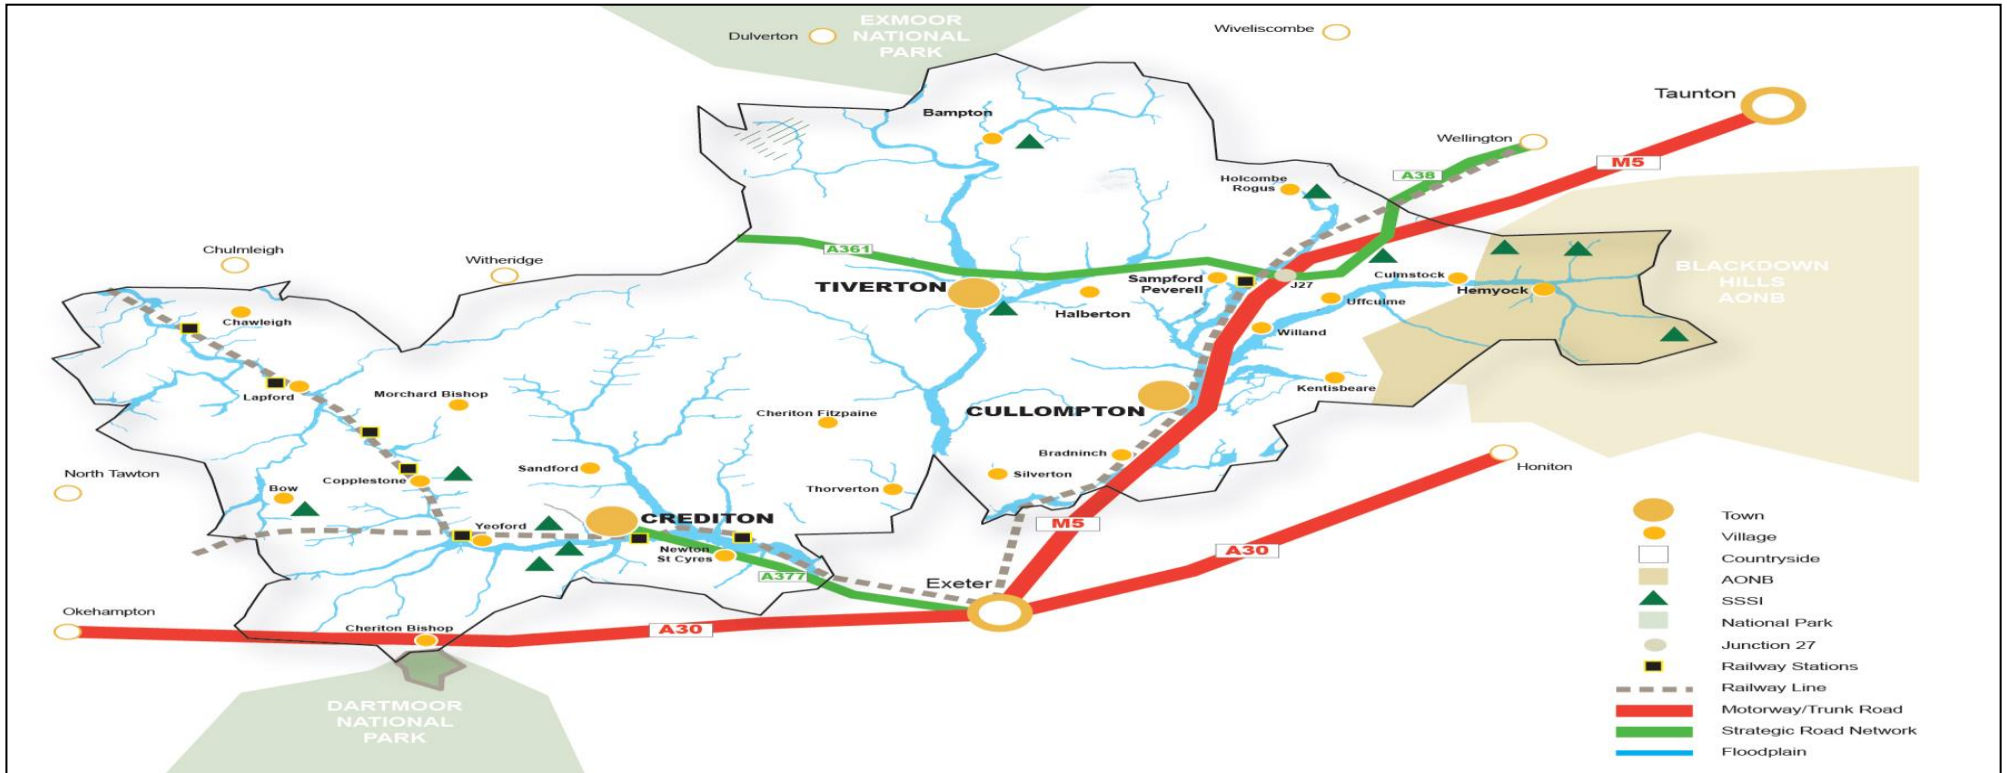 EXMOOR
NATIONAL
PARK
Dulverton
Wiveliscombe
Taunton
Bampton
Wellington
M5
A38
Holcombe
Rogus
Chulmleigh
Witheridge
A361
TIVERTON
Sampford
Peverell
Halberton
J27
Culmstock
Hemyock
Uffculme
BLACKDOWN
HILLS
AONB
Chawleigh
Willand
Lapford
Morchard Bishop
Cheriton Fitzpaine
CULLOMPTON
Kentisbeare
North Tawton
Copplestone
Sandford
Bradninch
Silverton
Honiton
Bow
Thorverton
Yeoford
CREDITON
Newton
St Cyres
M5
A30
A377
Exeter
Okehampton
Cheriton Bishop
A30
DARTMOOR
NATIONAL
PARK
Town
Village
Countryside
AONB
SSSI
National Park
Junction 27
Railway Stations
Railway Line
Motorway/Trunk Road
Strategic Road Network
Floodplain